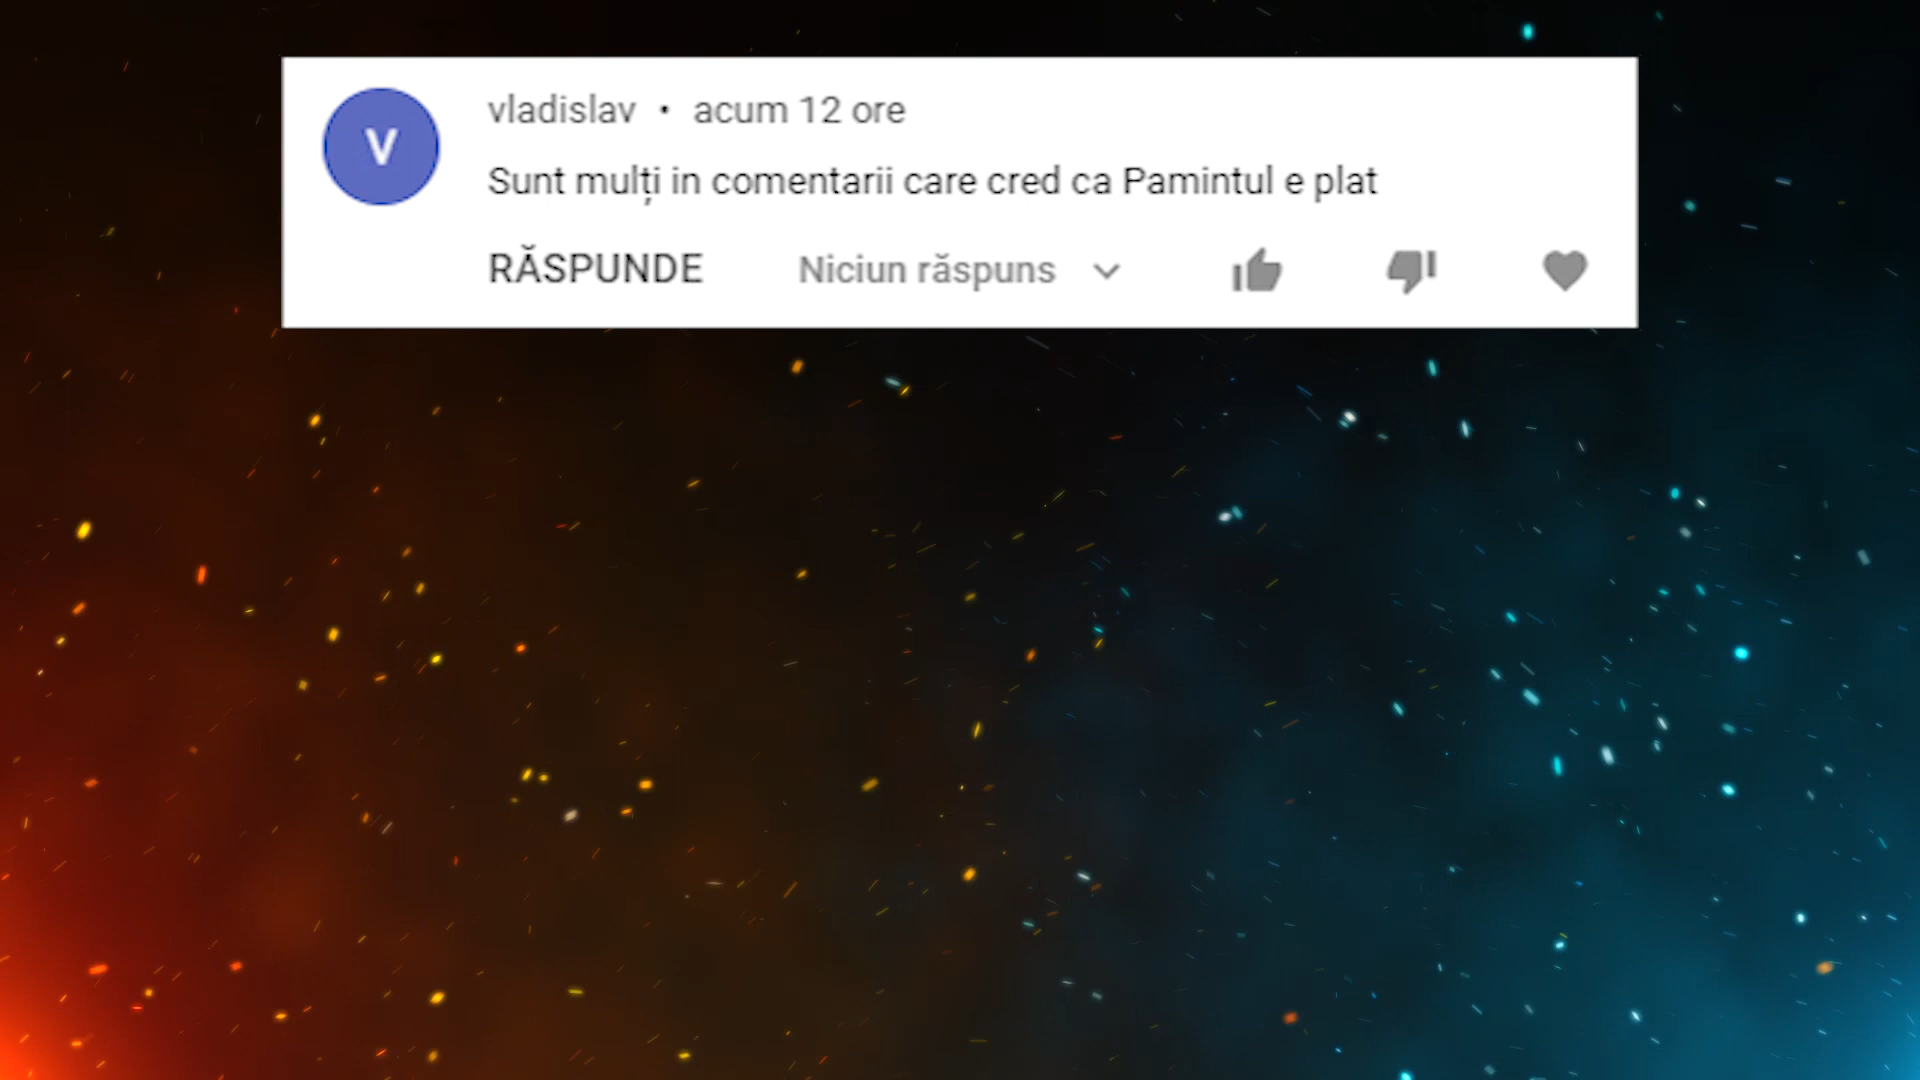 V
vladislav • acum 12 ore
Sunt mulți in comentarii care cred ca Pamintul e plat
RĂSPUNDE Niciun răspuns